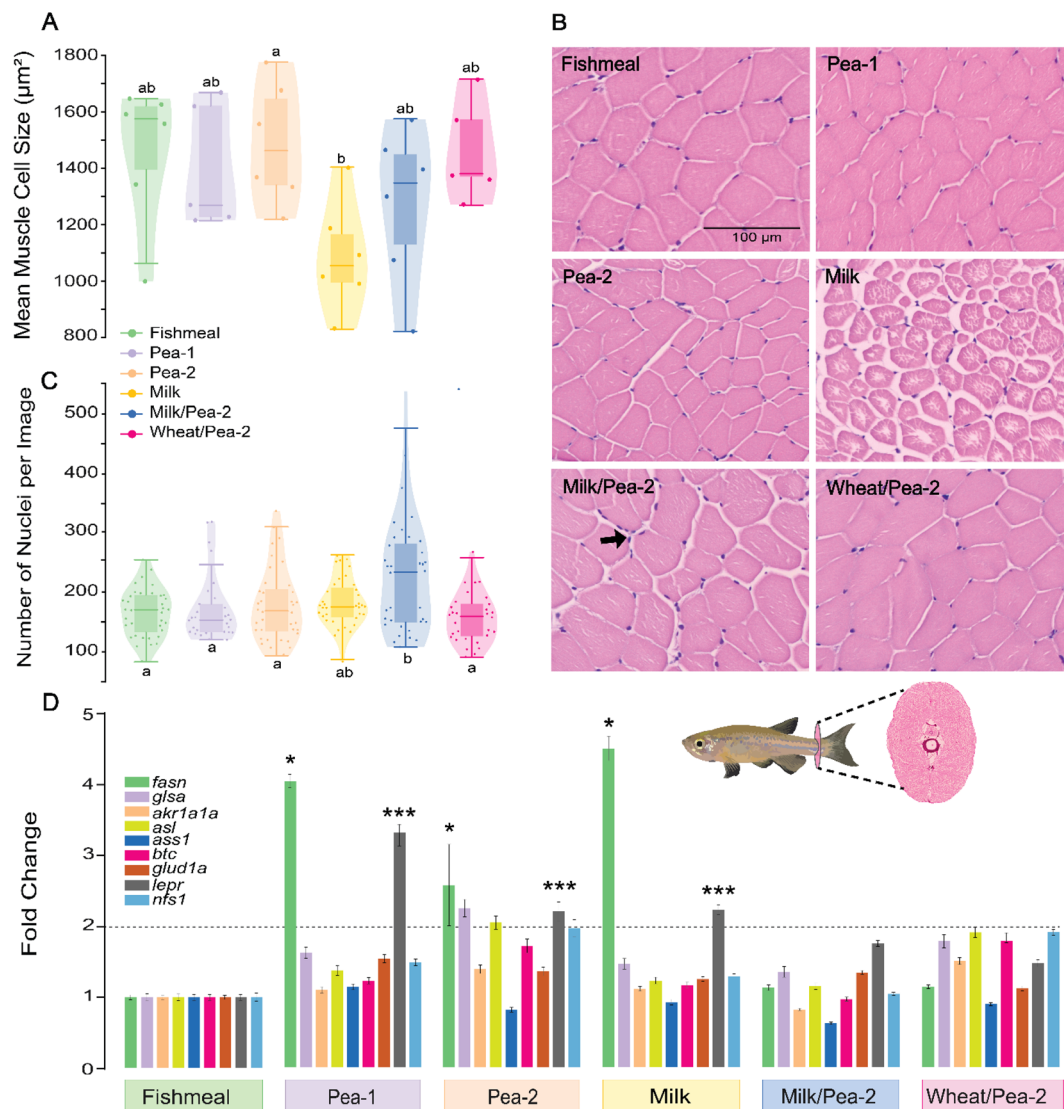 A
Mean Muscle Cell Size (µm²)
1800
1600
1400
1200
1000
800
ab
ab
a
b
ab
ab
Fishmeal
Pea-1
Pea-2
Milk
Milk/Pea-2
Wheat/Pea-2
B
Fishmeal
100 µm
Pea-1
Pea-2
Milk
Milk/Pea-2
Wheat/Pea-2
C
Number of Nuclei per Image
500
400
300
200
100
a
a
a
ab
b
a
D
Fold Change
5
4
3
2
1
0
fasn
glsa
akr1a1a
asl
ass1
btc
glud1a
lepr
nfs1
*
***
*
***
*
***
Fishmeal
Pea-1
Pea-2
Milk
Milk/Pea-2
Wheat/Pea-2